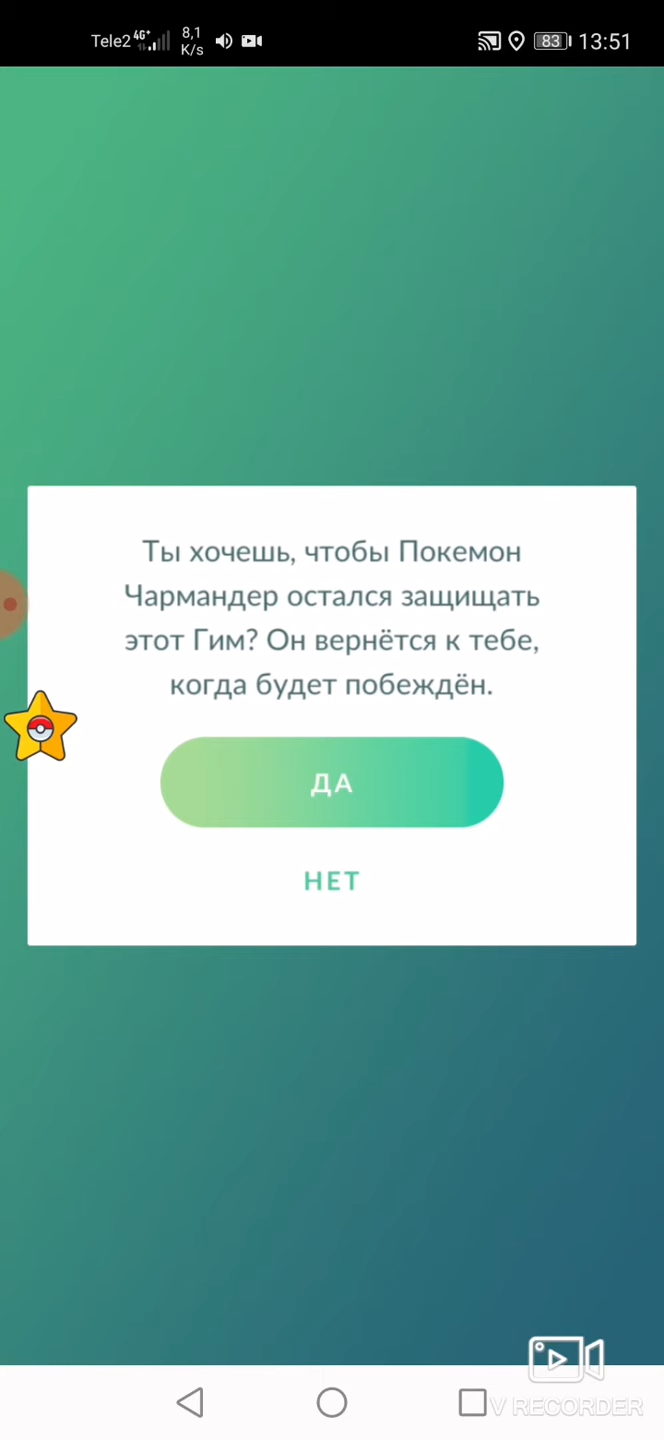 Tele2 4G+ 8,1 K/s 83 13:51
Ты хочешь, чтобы Покемон
Чармандер остался защищать
этот Гим? Он вернётся к тебе,
когда будет побеждён.
ДА
НЕТ
V RECORDER